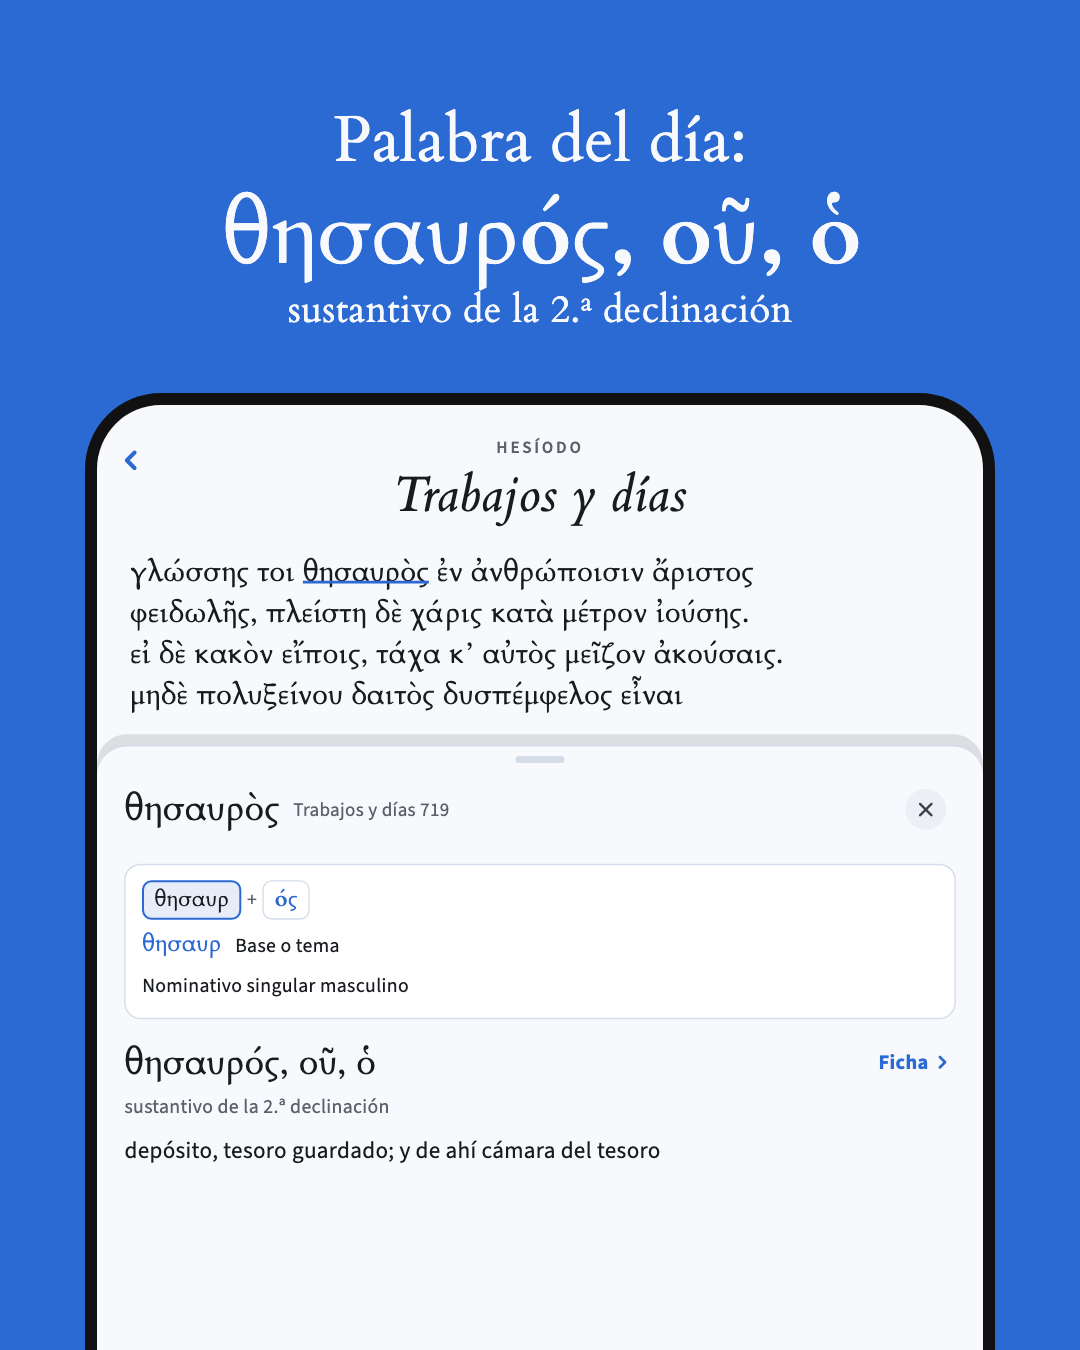 Palabra del día:
θησαυρός, οῦ, ὁ
sustantivo de la 2.ª declinación
HESÍODO
Trabajos y días
γλώσσης τοι θησαυρὸς ἐν ἀνθρώποισιν ἄριστος
φειδωλῆς, πλείστη δὲ χάρις κατὰ μέτρον ἰούσης.
εἰ δὲ κακὸν εἴποις, τάχα κ’ αὐτὸς μεῖζον ἀκούσαις.
μηδὲ πολυξείνου δαιτὸς δυσπέμφελος εἶναι
θησαυρὸς Trabajos y días 719
θησαυρ + ός
θησαυρ Base o tema
Nominativo singular masculino
θησαυρός, οῦ, ὁ Ficha
sustantivo de la 2.ª declinación
depósito, tesoro guardado; y de ahí cámara del tesoro